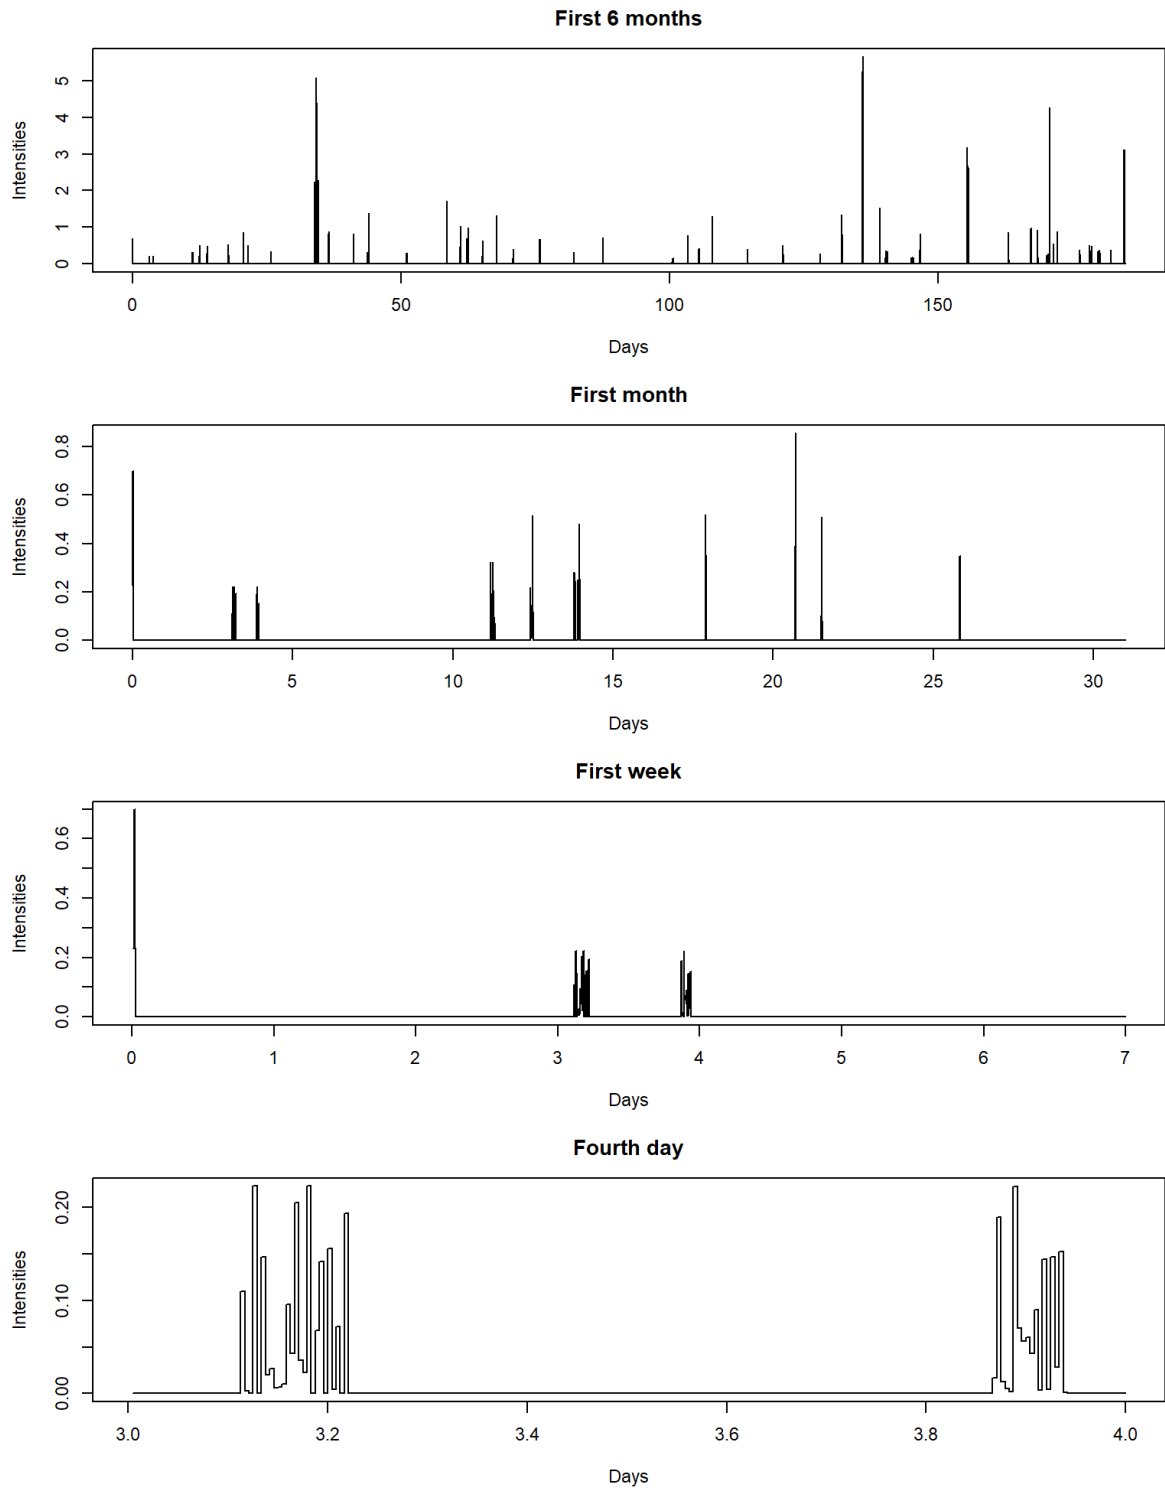 First 6 months
Intensities
0 1 2 3 4 5
0 50 100 150
Days
First month
Intensities
0.0 0.2 0.4 0.6 0.8
0 5 10 15 20 25 30
Days
First week
Intensities
0.0 0.2 0.4 0.6
0 1 2 3 4 5 6 7
Days
Fourth day
Intensities
0.00 0.10 0.20
3.0 3.2 3.4 3.6 3.8 4.0
Days